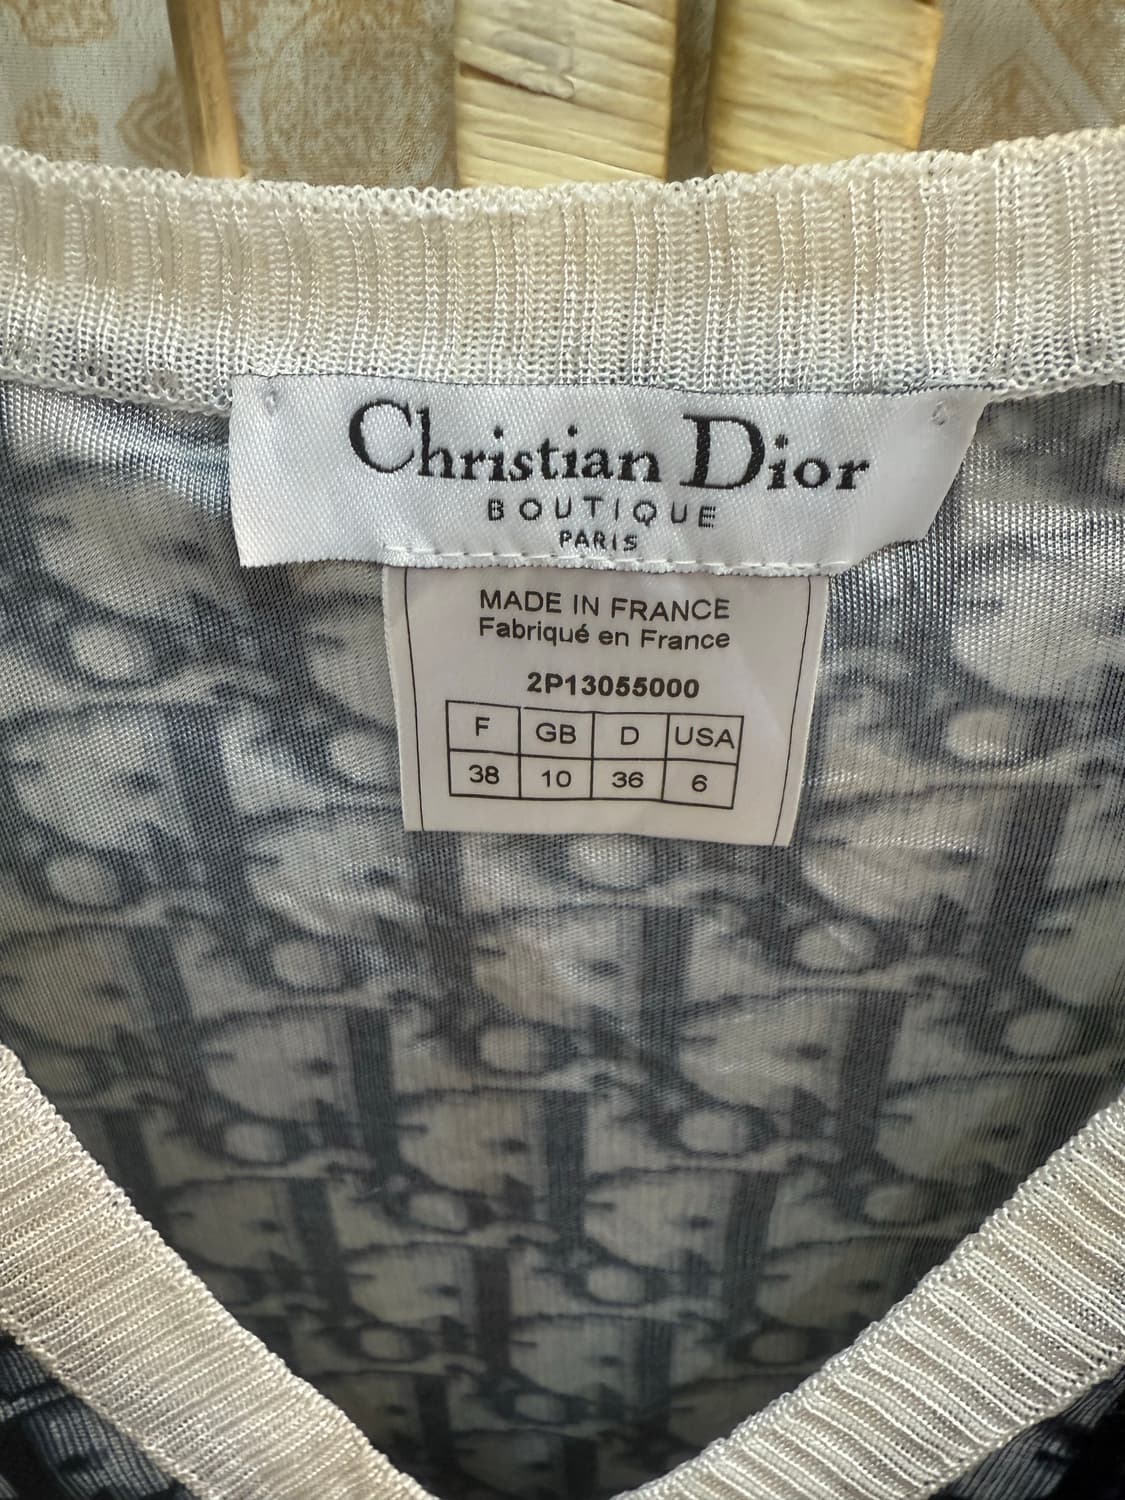 Christian Dior
BOUTIQUE
PARIS
MADE IN FRANCE
Fabriqué en France
2P13055000
F GB D USA
38 10 36 6